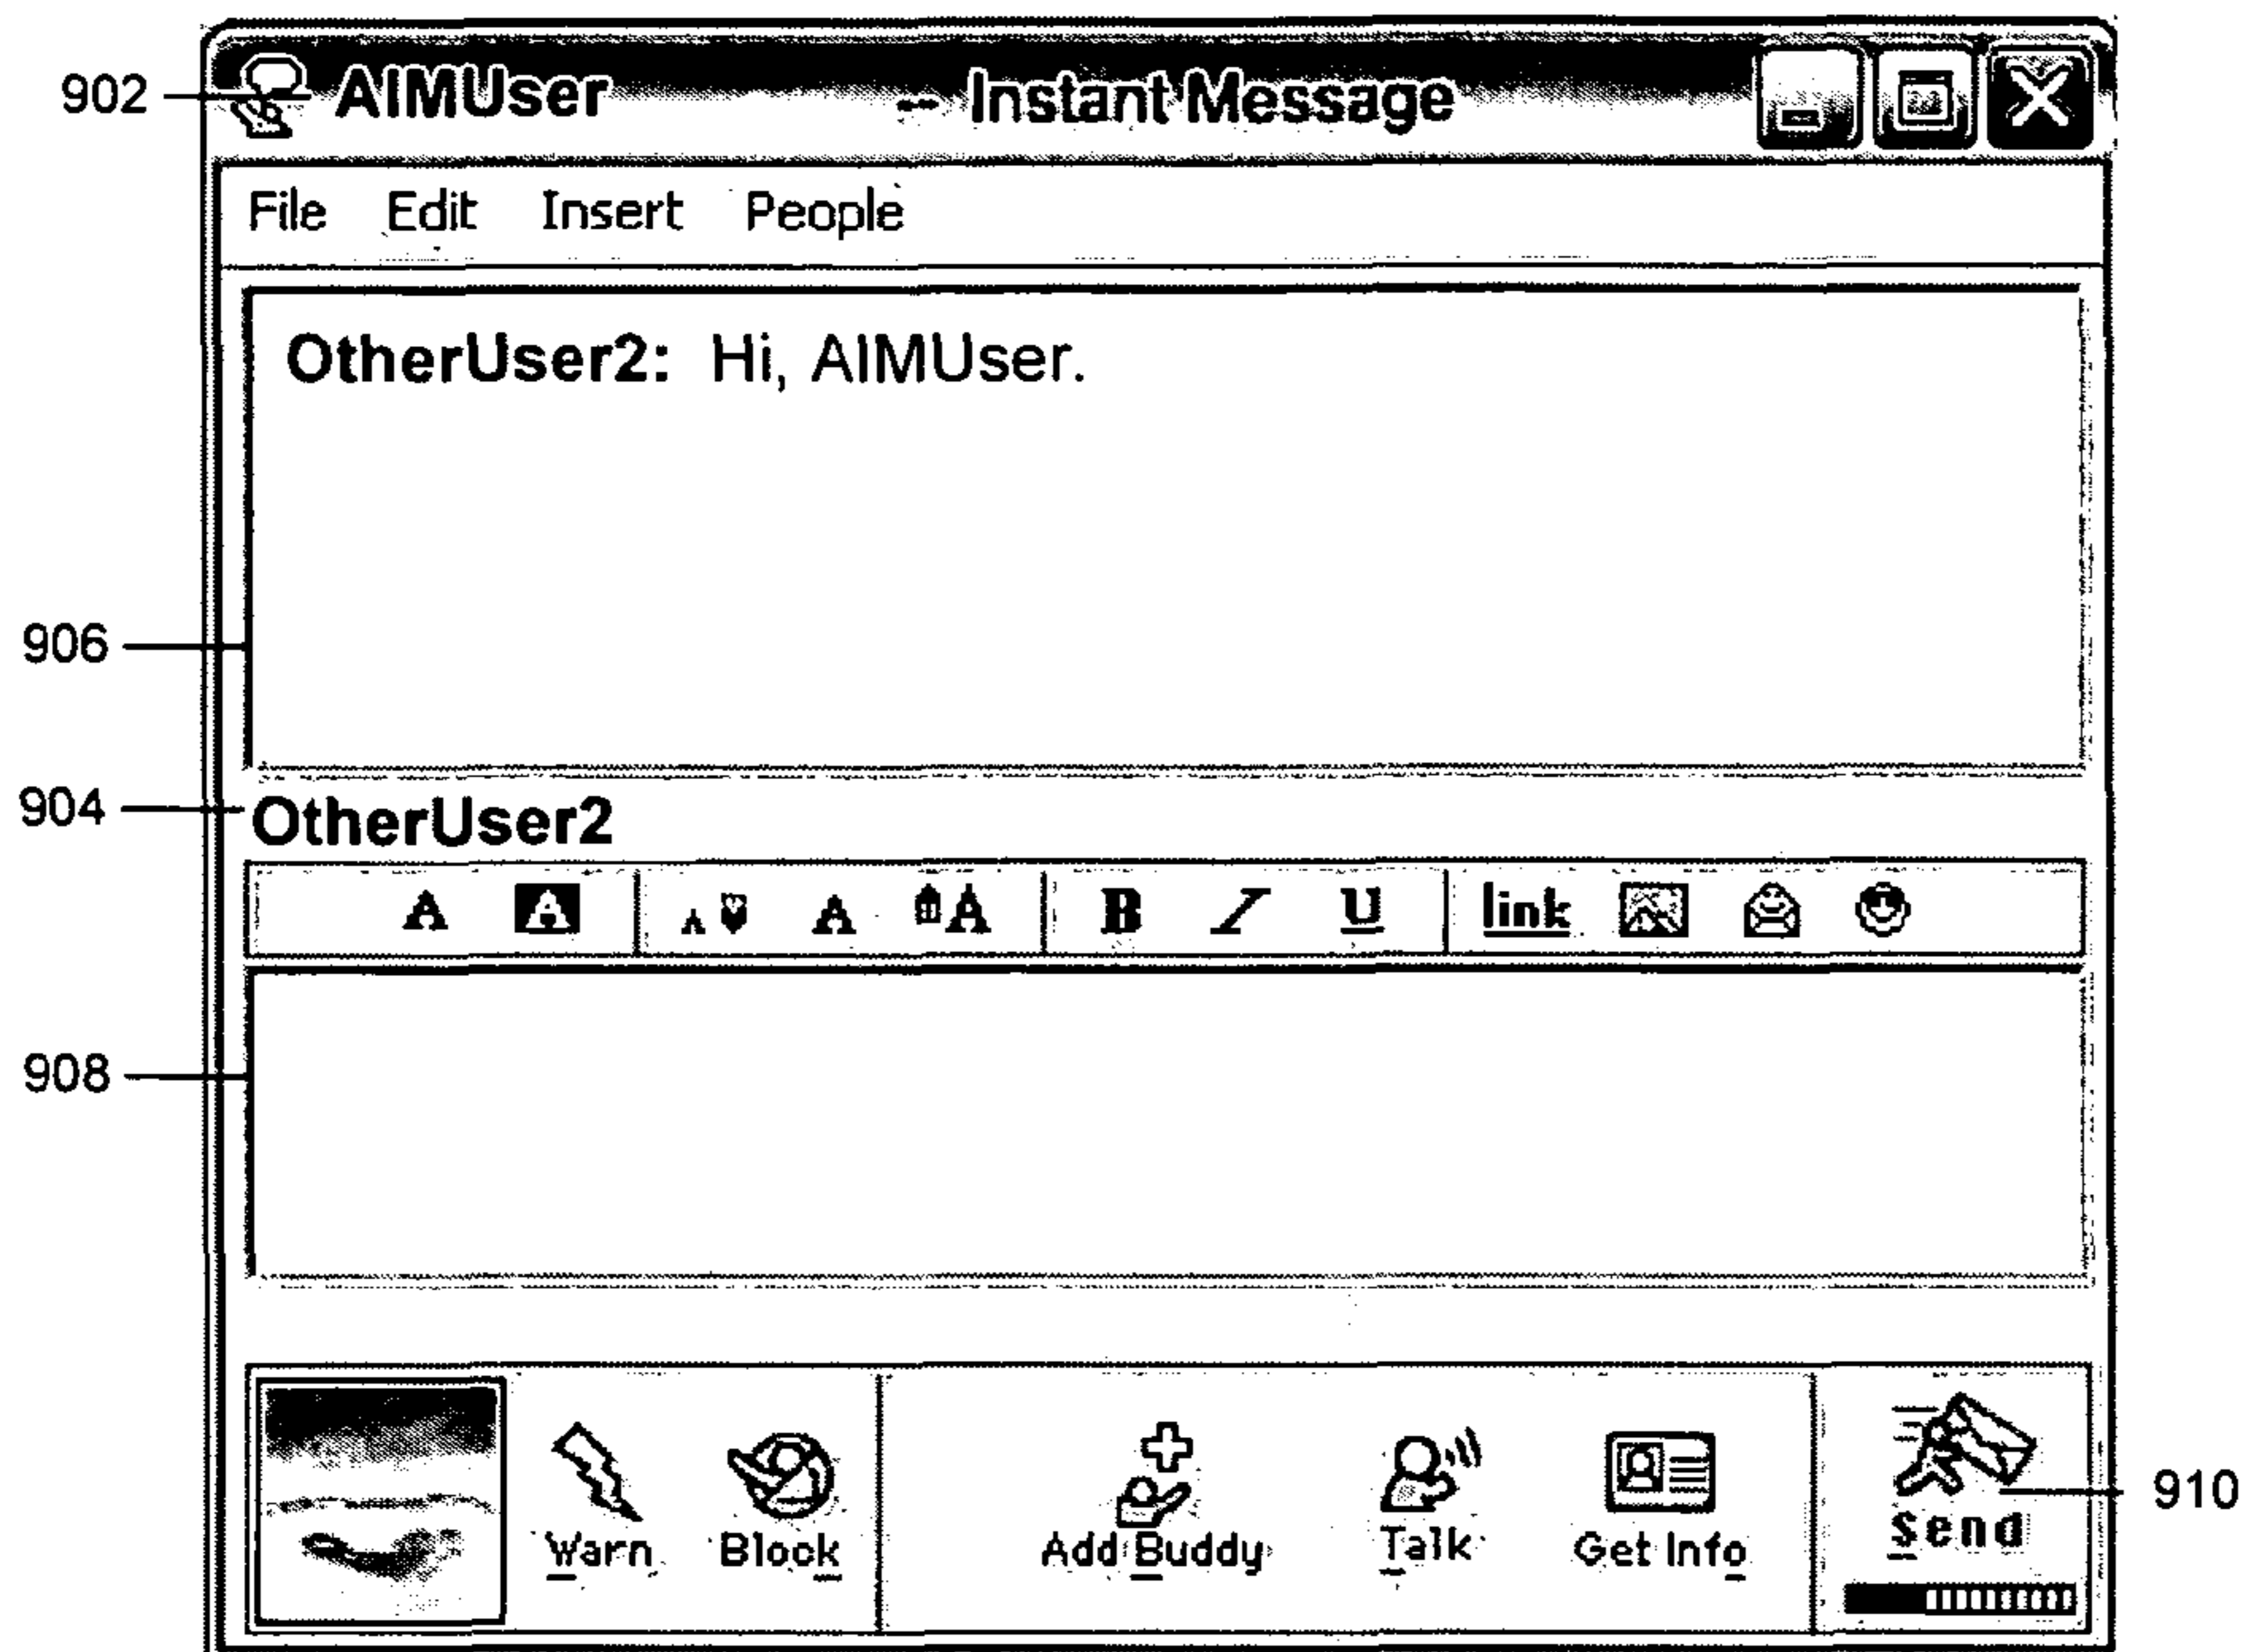 902
AIMUser -- Instant Message
File Edit Insert People
OtherUser2: Hi, AIMUser.
906
904
OtherUser2
A A A A A B I U link
908
Warn Block Add Buddy Talk Get Info Send
910